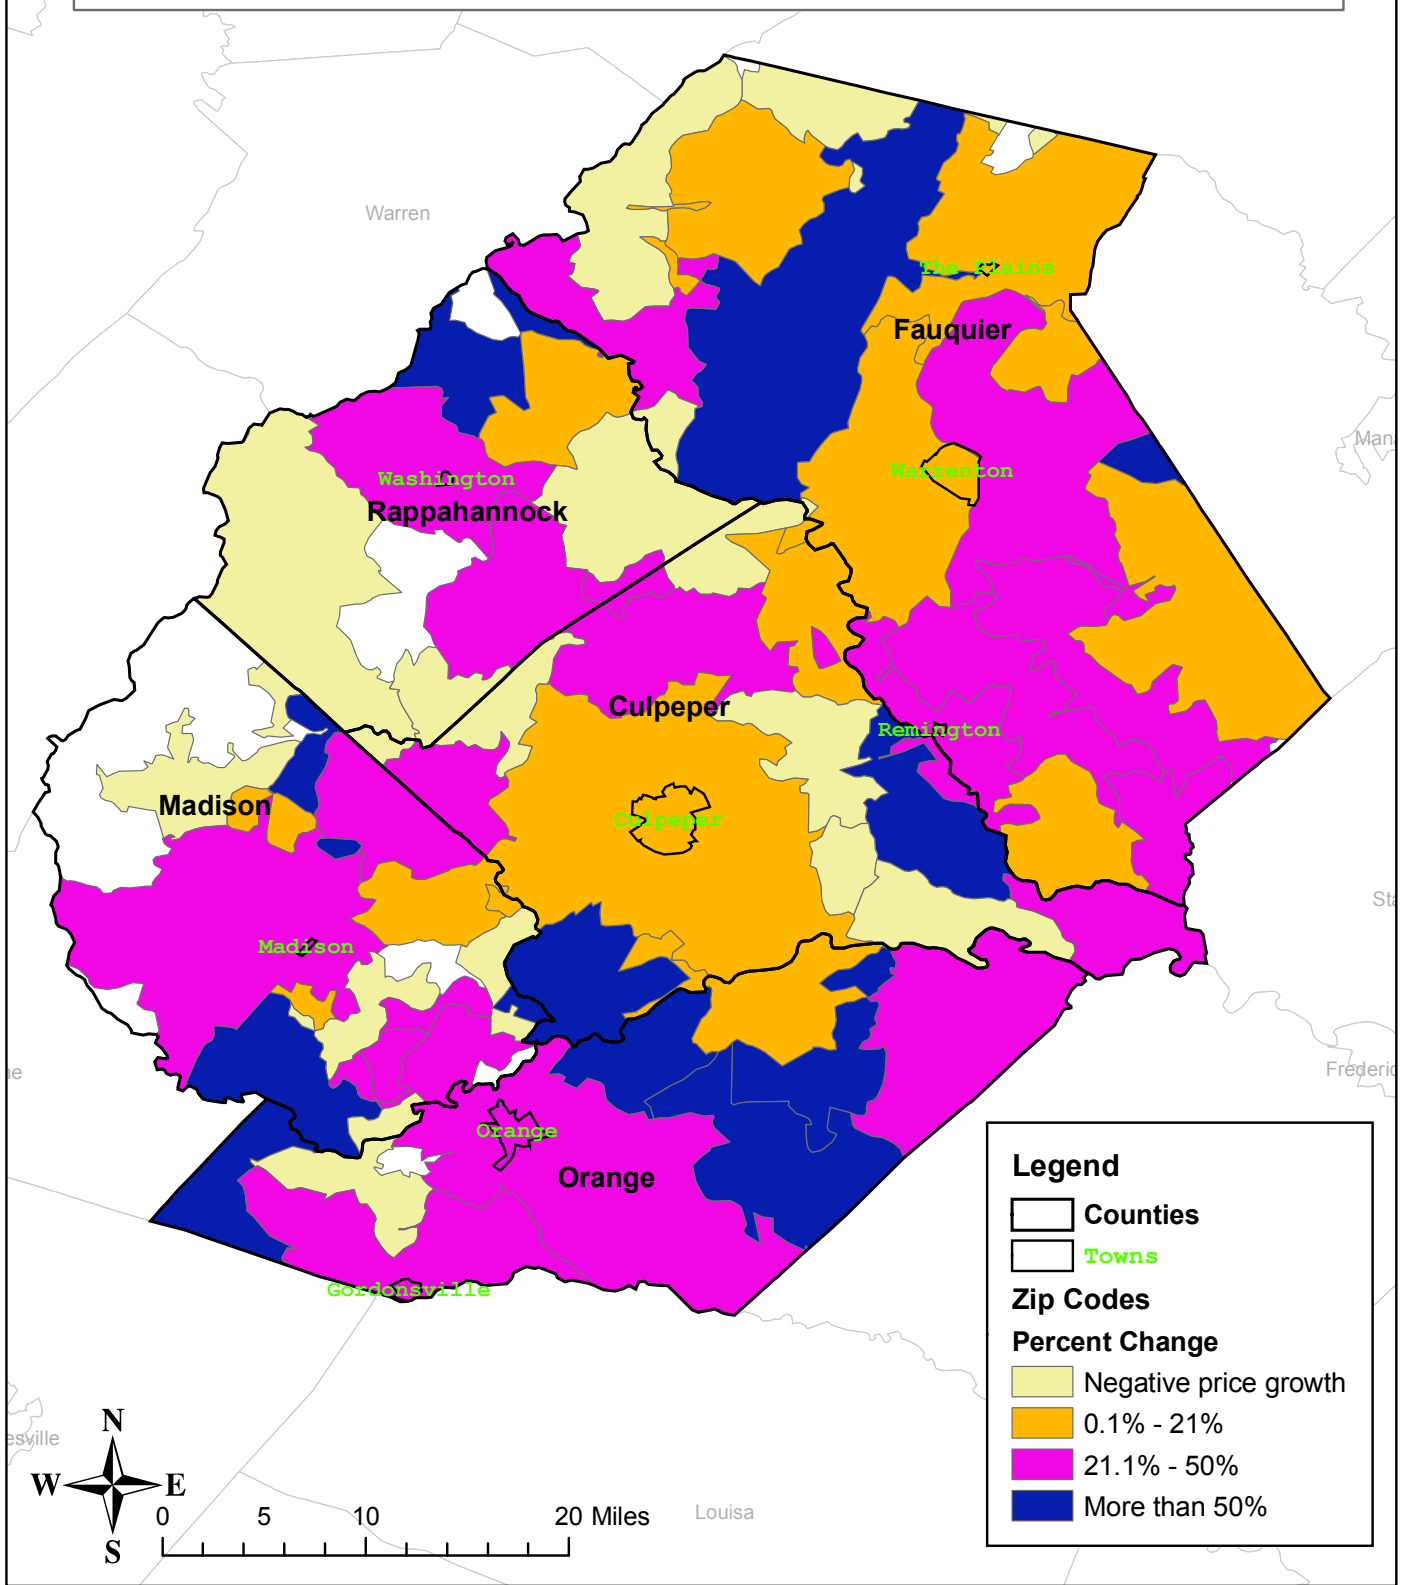 Warren
The Plains
Fauquier
Warrenton
Washington
Rappahannock
Culpeper
Remington
Madison
Culpeper
Madison
Orange
Orange
Gordonsville
Louisa
Legend
Counties
Towns
Zip Codes
Percent Change
Negative price growth
0.1% - 21%
21.1% - 50%
More than 50%
N
W E
S
0 5 10 20 Miles
Man
Sta
Frederic
esville
ne